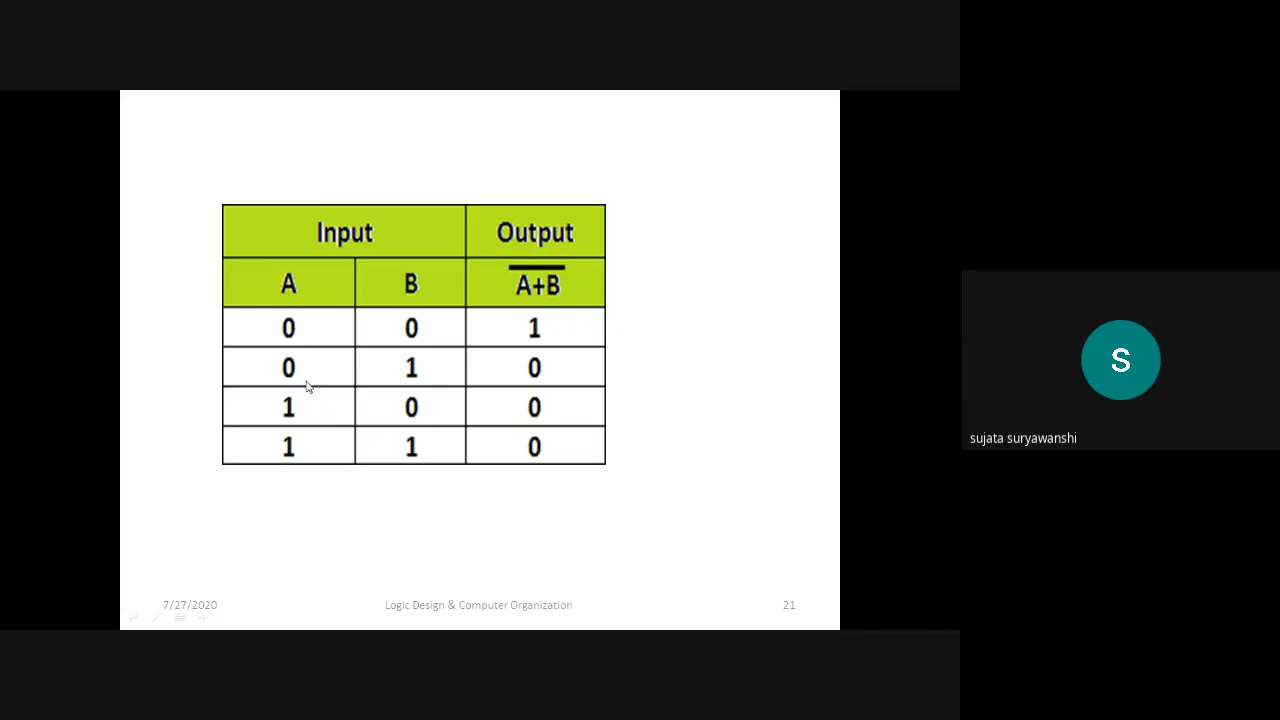 Input Output
A B A̅+̅B̅
0 0 1
0 1 0
1 0 0
1 1 0
7/27/2020 Logic Design & Computer Organization 21
S
sujata suryawanshi